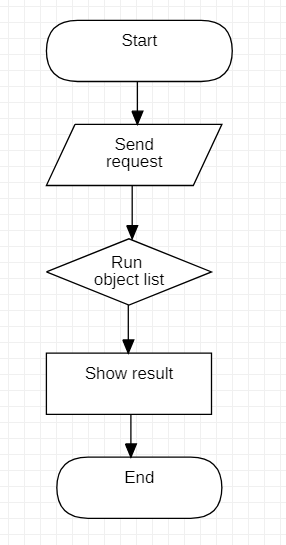 Start
Send
request
Run
object list
Show result
End